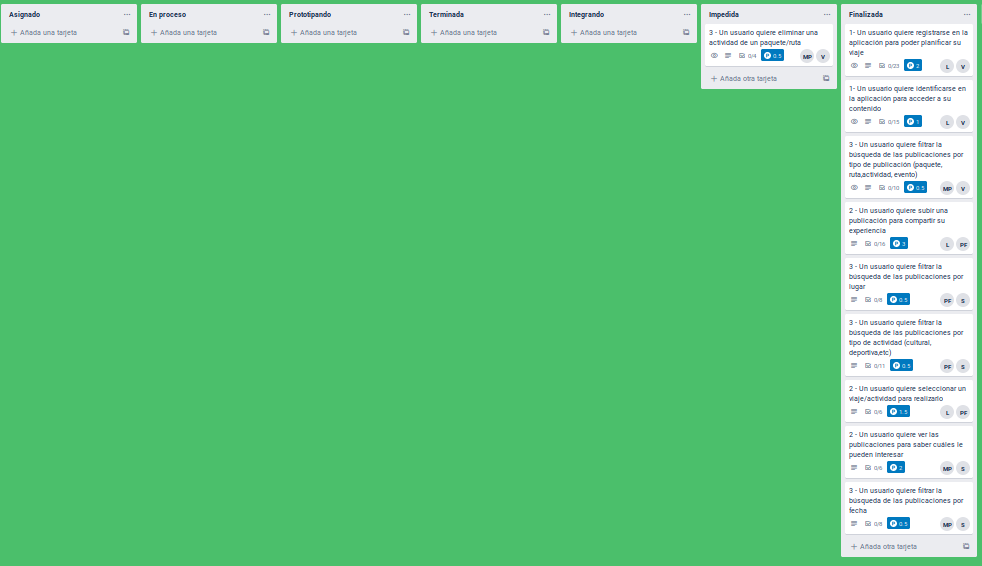 Asignado
Añada una tarjeta
En proceso
Añada una tarjeta
Prototipando
Añada una tarjeta
Terminada
Añada una tarjeta
Integrando
Añada una tarjeta
Impedida
3 - Un usuario quiere eliminar una
actividad de un paquete/ruta
0/4 P 0.5 MP V
Añada otra tarjeta
Finalizada
1- Un usuario quiere registrarse en la
aplicación para poder planificar su
viaje
0/23 P 2 L V
1- Un usuario quiere identificarse en
la aplicación para acceder a su
contenido
0/15 P 1 L V
3 - Un usuario quiere filtrar la
búsqueda de las publicaciones por
tipo de publicación (paquete,
ruta,actividad, evento)
0/10 P 0.5 MP V
2 - Un usuario quiere subir una
publicación para compartir su
experiencia
0/16 P 3 L PF
3 - Un usuario quiere filtrar la
búsqueda de las publicaciones por
lugar
0/8 P 0.5 PF S
3 - Un usuario quiere filtrar la
búsqueda de las publicaciones por
tipo de actividad (cultural,
deportiva,etc)
0/11 P 0.5 PF S
2 - Un usuario quiere seleccionar un
viaje/actividad para realizarlo
0/6 P 1.5 L PF
2 - Un usuario quiere ver las
publicaciones para saber cuáles le
pueden interesar
0/6 P 2 MP S
3 - Un usuario quiere filtrar la
búsqueda de las publicaciones por
fecha
0/8 P 0.5 MP S
Añada otra tarjeta